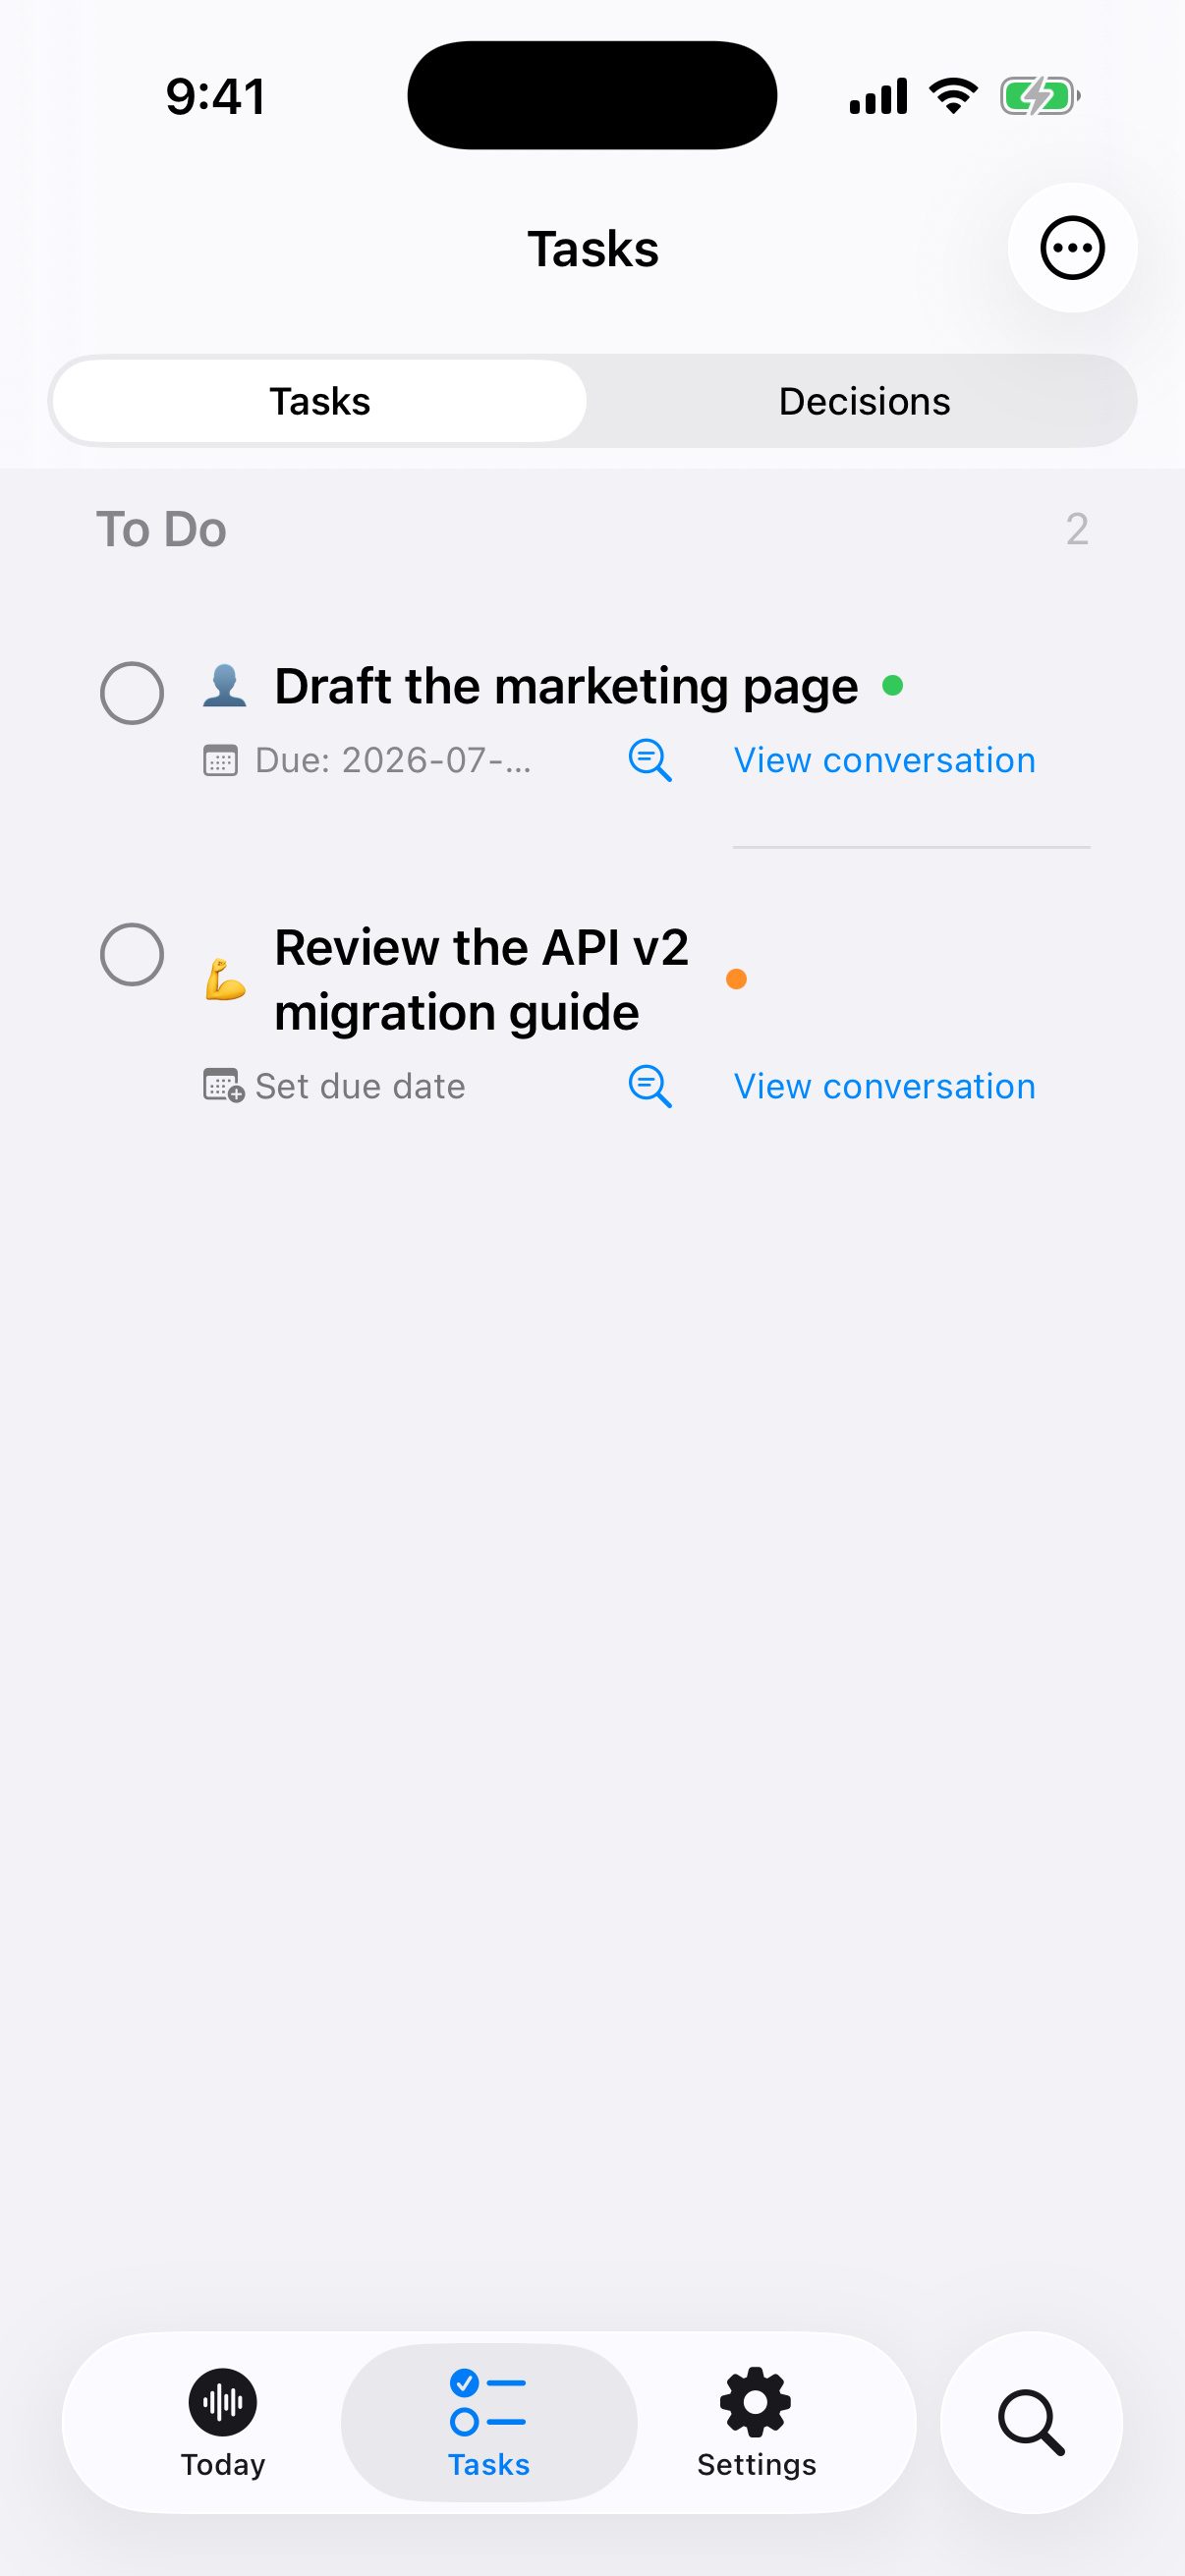 9:41
Tasks
Tasks
Decisions
To Do
2
Draft the marketing page
Due: 2026-07-...
View conversation
Review the API v2
migration guide
Set due date
View conversation
Today
Tasks
Settings